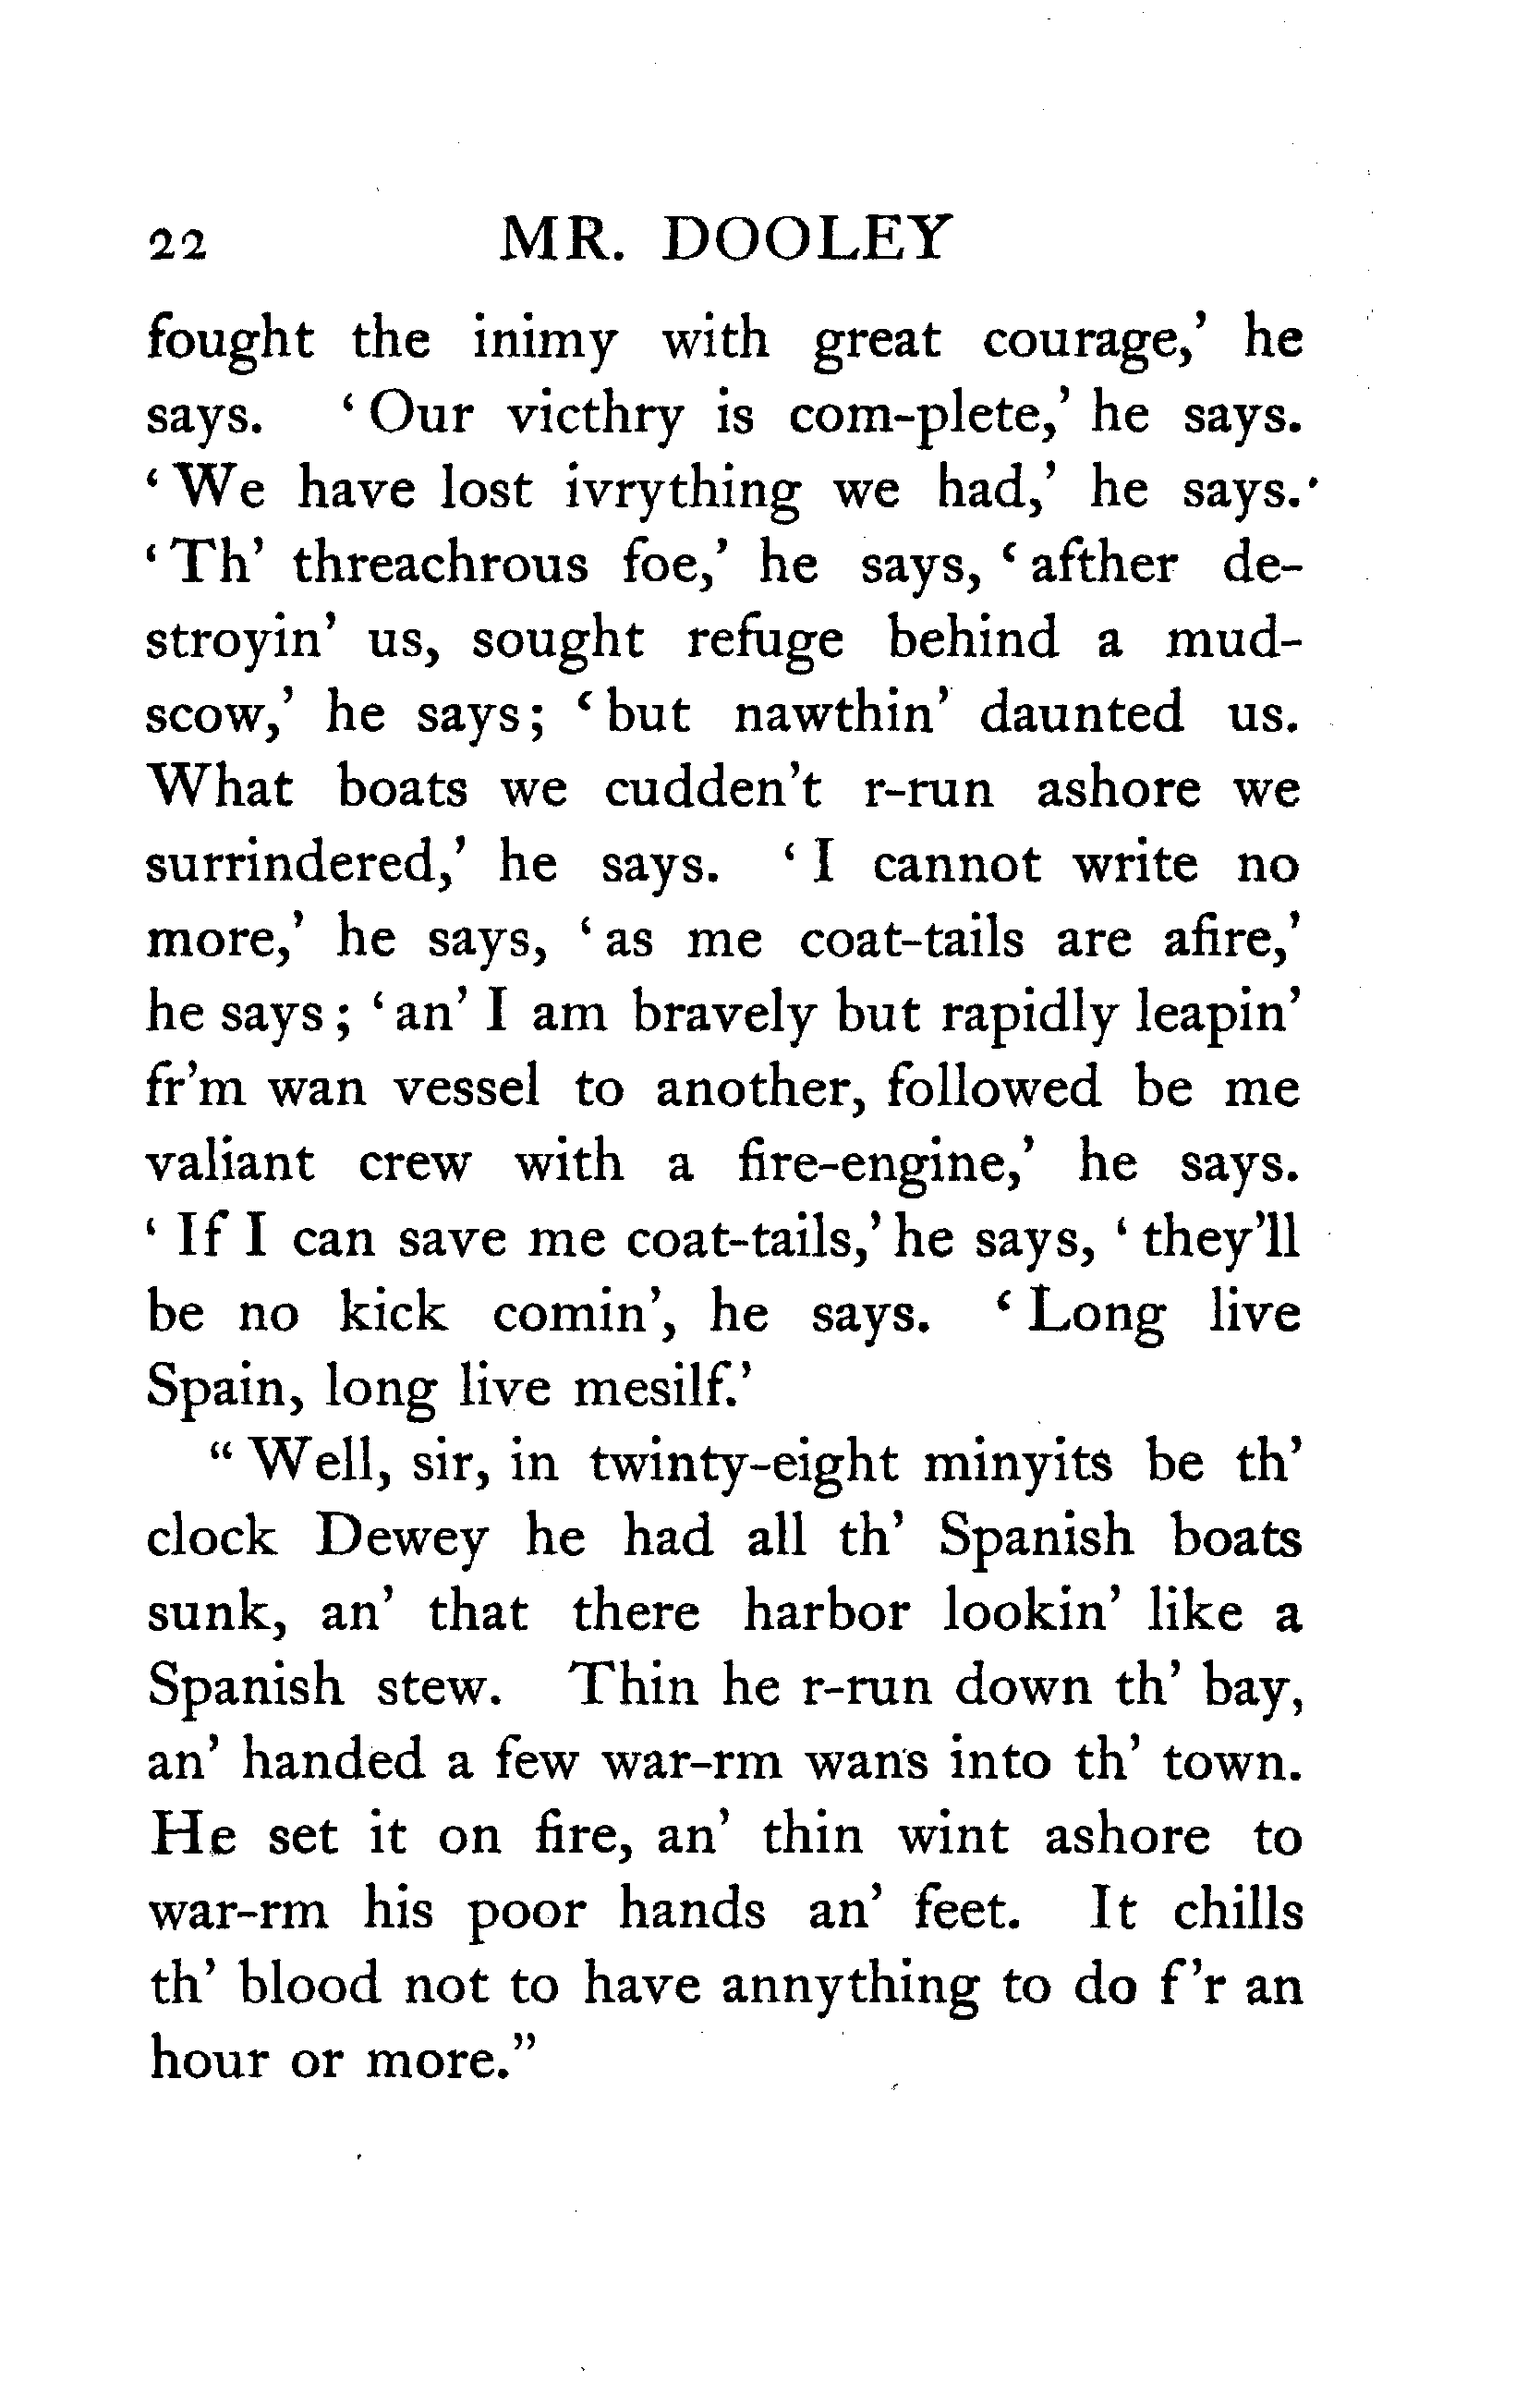 22 MR. DOOLEY
fought the inimy with great courage,’ he
says. ‘ Our victhry is com-plete,’ he says.
‘ We have lost ivrything we had,’ he says.
‘ Th’ threachrous foe,’ he says, ‘ afther de-
stroyin’ us, sought refuge behind a mud-
scow,’ he says ; ‘ but nawthin’ daunted us.
What boats we cudden’t r-run ashore we
surrindered,’ he says. ‘ I cannot write no
more,’ he says, ‘ as me coat-tails are afire,’
he says ; ‘ an’ I am bravely but rapidly leapin’
fr’m wan vessel to another, followed be me
valiant crew with a fire-engine,’ he says.
‘ If I can save me coat-tails,’ he says, ‘ they’ll
be no kick comin’, he says. ‘ Long live
Spain, long live mesilf.’
“ Well, sir, in twinty-eight minyits be th’
clock Dewey he had all th’ Spanish boats
sunk, an’ that there harbor lookin’ like a
Spanish stew. Thin he r-run down th’ bay,
an’ handed a few war-rm wans into th’ town.
He set it on fire, an’ thin wint ashore to
war-rm his poor hands an’ feet. It chills
th’ blood not to have annything to do f’r an
hour or more.”